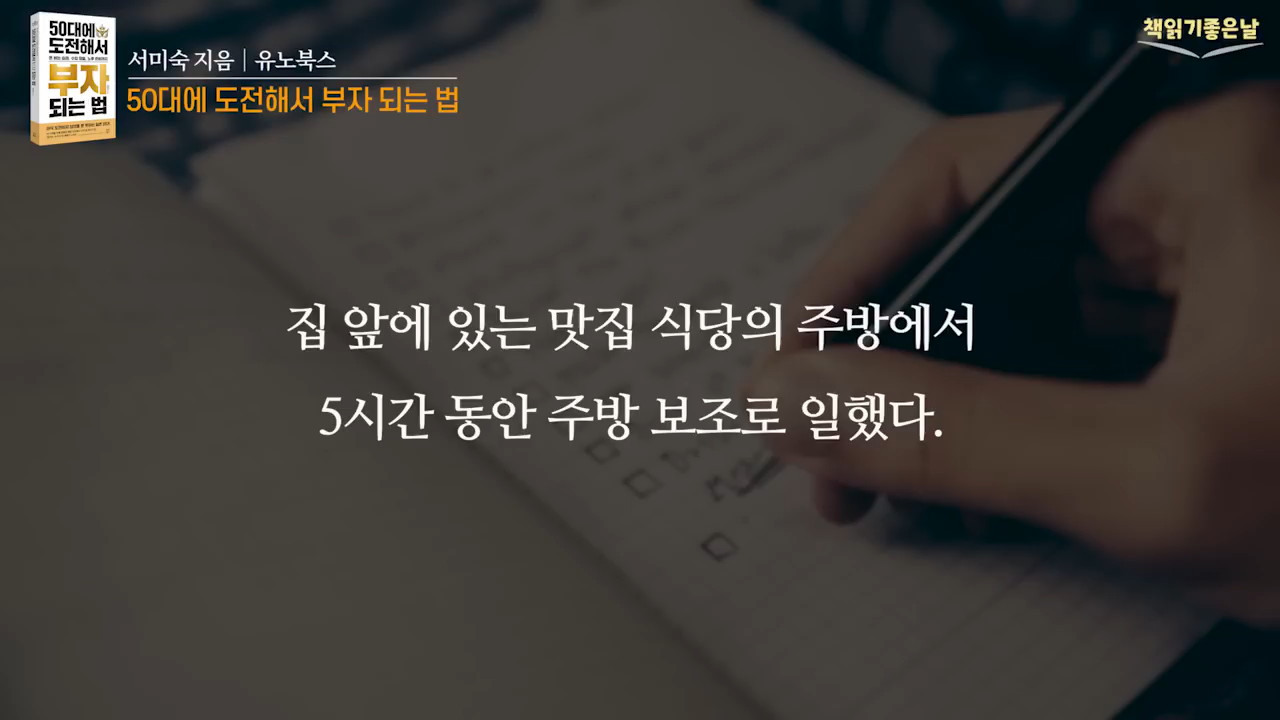 50대에
도전해서
부자
되는 법
서미숙 지음 | 유노북스
50대에 도전해서 부자 되는 법
책읽기좋은날
집 앞에 있는 맛집 식당의 주방에서
5시간 동안 주방 보조로 일했다.